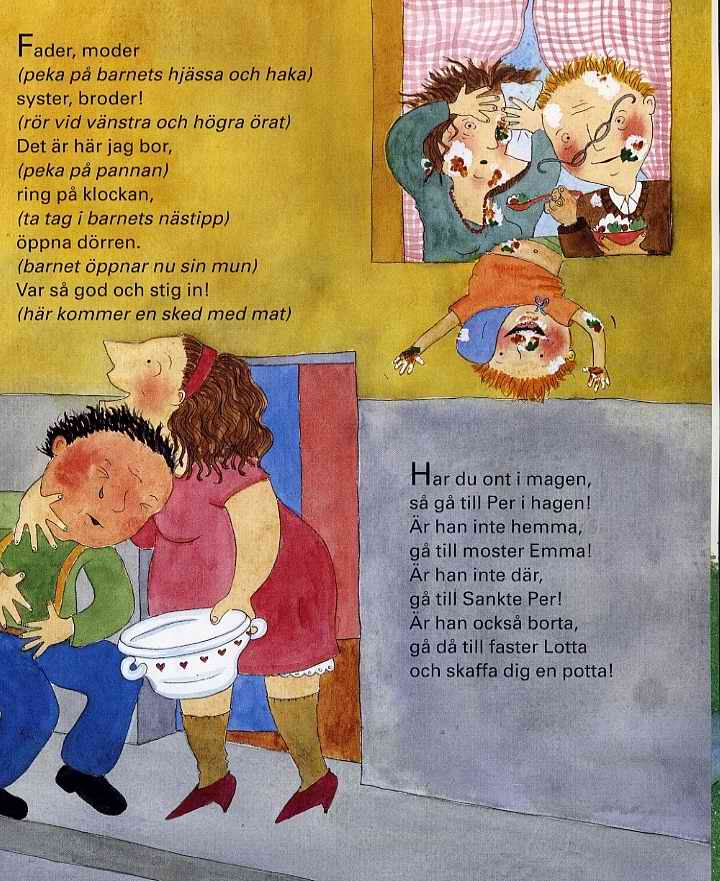 Fader, moder
(peka på barnets hjässa och haka)
syster, broder!
(rör vid vänstra och högra örat)
Det är här jag bor,
(peka på pannan)
ring på klockan,
(ta tag i barnets nästipp)
öppna dörren.
(barnet öppnar nu sin mun)
Var så god och stig in!
(här kommer en sked med mat)
Har du ont i magen,
så gå till Per i hagen!
Är han inte hemma,
gå till moster Emma!
Är han inte där,
gå till Sankte Per!
Är han också borta,
gå då till faster Lotta
och skaffa dig en potta!